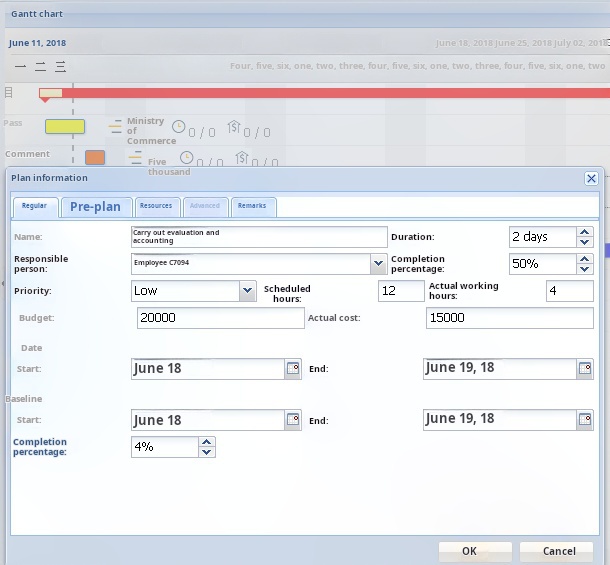 Gantt chart
June 11, 2018
June 18, 2018 June 25, 2018 July 02, 2018
一 二 三
Four, five, six, one, two, three, four, five, six, one, two, three, four, five, six, one, two
目
Pass
Ministry
of
Commerce
0 / 0
0 / 0
Comment
Five
thousand
0 / 0
0 / 0
Plan information
Regular
Pre-plan
Resources
Advanced
Remarks
Name:
Carry out evaluation and
accounting
Duration:
2 days
Responsible
person:
Employee C7094
Completion
percentage:
50%
Priority:
Low
Scheduled
hours:
12
Actual working
hours:
4
Budget:
20000
Actual cost:
15000
Date
Start:
June 18
End:
June 19, 18
Baseline
Start:
June 18
End:
June 19, 18
Completion
percentage:
4%
OK
Cancel